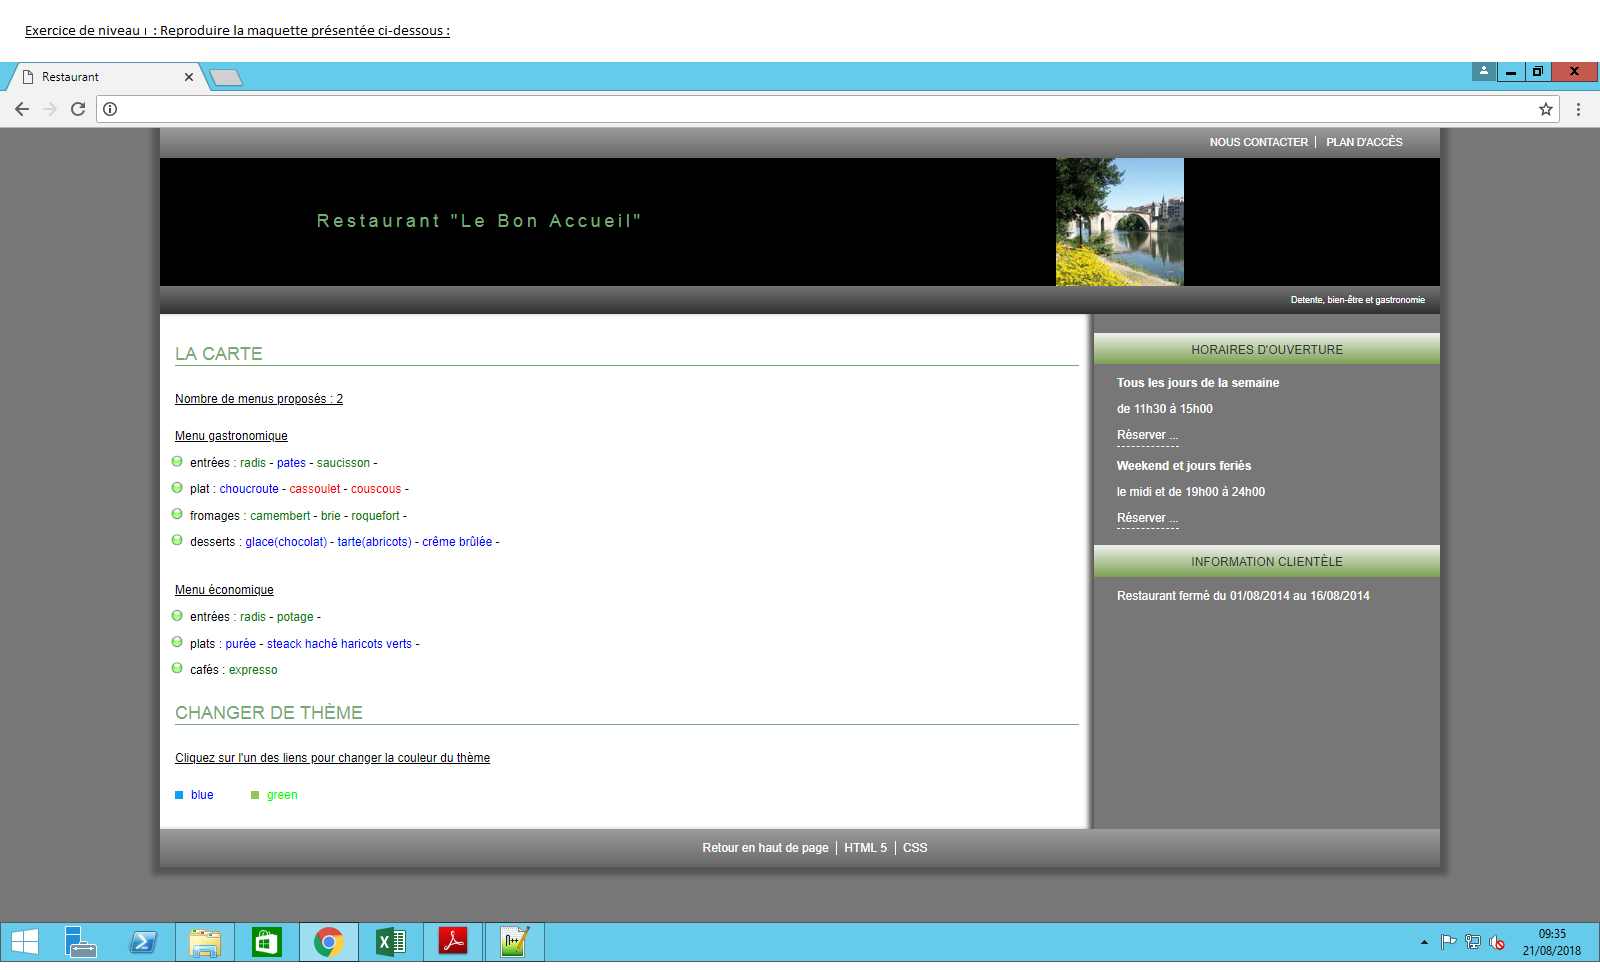 Exercice de niveau : Reproduire la maquette présentée ci-dessous :
Restaurant
NOUS CONTACTER | PLAN D'ACCÈS
Restaurant "Le Bon Accueil"
Detente, bien-être et gastronomie
LA CARTE
Nombre de menus proposés : 2
Menu gastronomique
entrées : radis - pates - saucisson -
plat : choucroute - cassoulet - couscous -
fromages : camembert - brie - roquefort -
desserts : glace(chocolat) - tarte(abricots) - crême brûlée -
Menu économique
entrées : radis - potage -
plats : purée - steack haché haricots verts -
cafés : expresso
CHANGER DE THÈME
Cliquez sur l'un des liens pour changer la couleur du thème
blue green
HORAIRES D'OUVERTURE
Tous les jours de la semaine
de 11h30 à 15h00
Réserver ...
Weekend et jours feriés
le midi et de 19h00 à 24h00
Réserver ...
INFORMATION CLIENTÈLE
Restaurant fermé du 01/08/2014 au 16/08/2014
Retour en haut de page | HTML 5 | CSS
09:35
21/08/2018